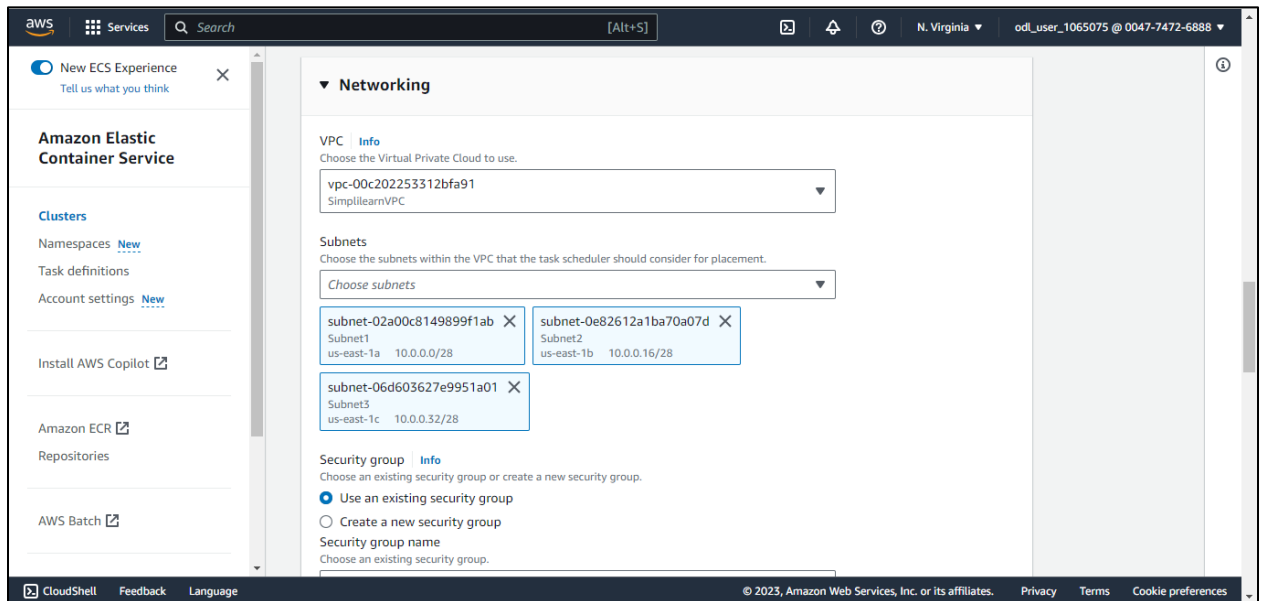 aws Services Search [Alt+S] N. Virginia ▼ odl_user_1065075 @ 0047-7472-6888 ▼
New ECS Experience
Tell us what you think
Amazon Elastic
Container Service
Clusters
Namespaces New
Task definitions
Account settings New
Install AWS Copilot
Amazon ECR
Repositories
AWS Batch
▼ Networking
VPC Info
Choose the Virtual Private Cloud to use.
vpc-00c202253312bfa91
SimplilearnVPC
Subnets
Choose the subnets within the VPC that the task scheduler should consider for placement.
Choose subnets
subnet-02a00c8149899f1ab
Subnet1
us-east-1a 10.0.0.0/28
subnet-0e82612a1ba70a07d
Subnet2
us-east-1b 10.0.0.16/28
subnet-06d603627e9951a01
Subnet3
us-east-1c 10.0.0.32/28
Security group Info
Choose an existing security group or create a new security group.
Use an existing security group
Create a new security group
Security group name
Choose an existing security group.
CloudShell Feedback Language © 2023, Amazon Web Services, Inc. or its affiliates. Privacy Terms Cookie preferences